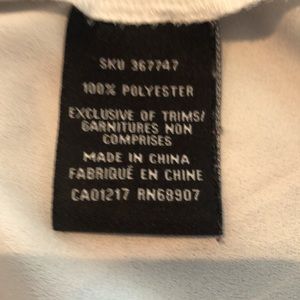 SKU 367747
100% POLYESTER
EXCLUSIVE OF TRIMS/
GARNITURES NON
COMPRISES
MADE IN CHINA
FABRIQUÉ EN CHINE
CA01217 RN68907